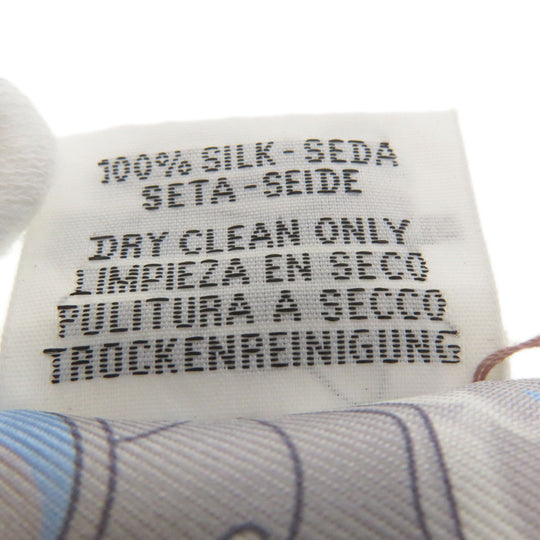 100% SILK-SEDA
SETA-SEIDE
DRY CLEAN ONLY
LIMPIEZA EN SECO
PULITURA A SECCO
TROCKENREINIGUNG